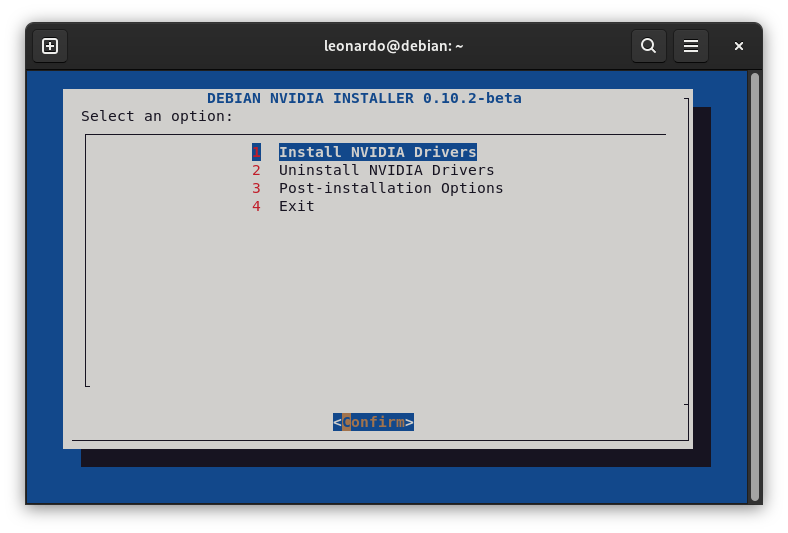 leonardo@debian: ~
DEBIAN NVIDIA INSTALLER 0.10.2-beta
Select an option:
1 Install NVIDIA Drivers
2 Uninstall NVIDIA Drivers
3 Post-installation Options
4 Exit
<Confirm>